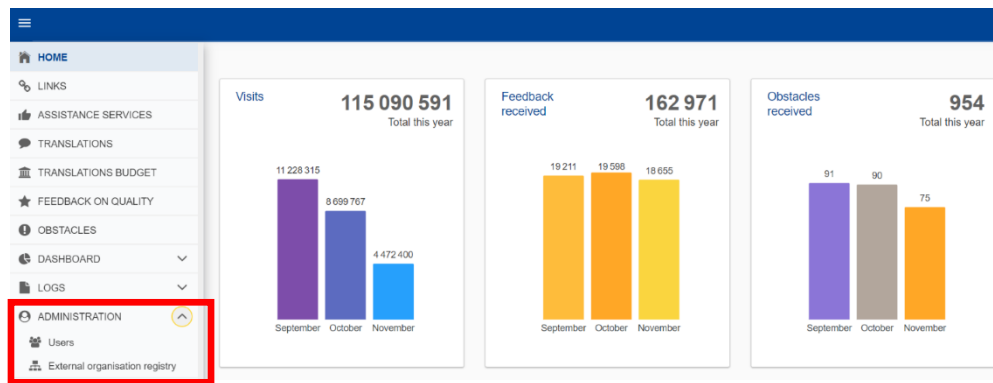 HOME
LINKS
ASSISTANCE SERVICES
TRANSLATIONS
TRANSLATIONS BUDGET
FEEDBACK ON QUALITY
OBSTACLES
DASHBOARD
LOGS
ADMINISTRATION
Users
External organisation registry
Visits
115 090 591
Total this year
11 228 315
8 699 767
4 472 400
September October November
Feedback
received
162 971
Total this year
19 211 19 598 18 655
September October November
Obstacles
received
954
Total this year
91 90
75
September October November